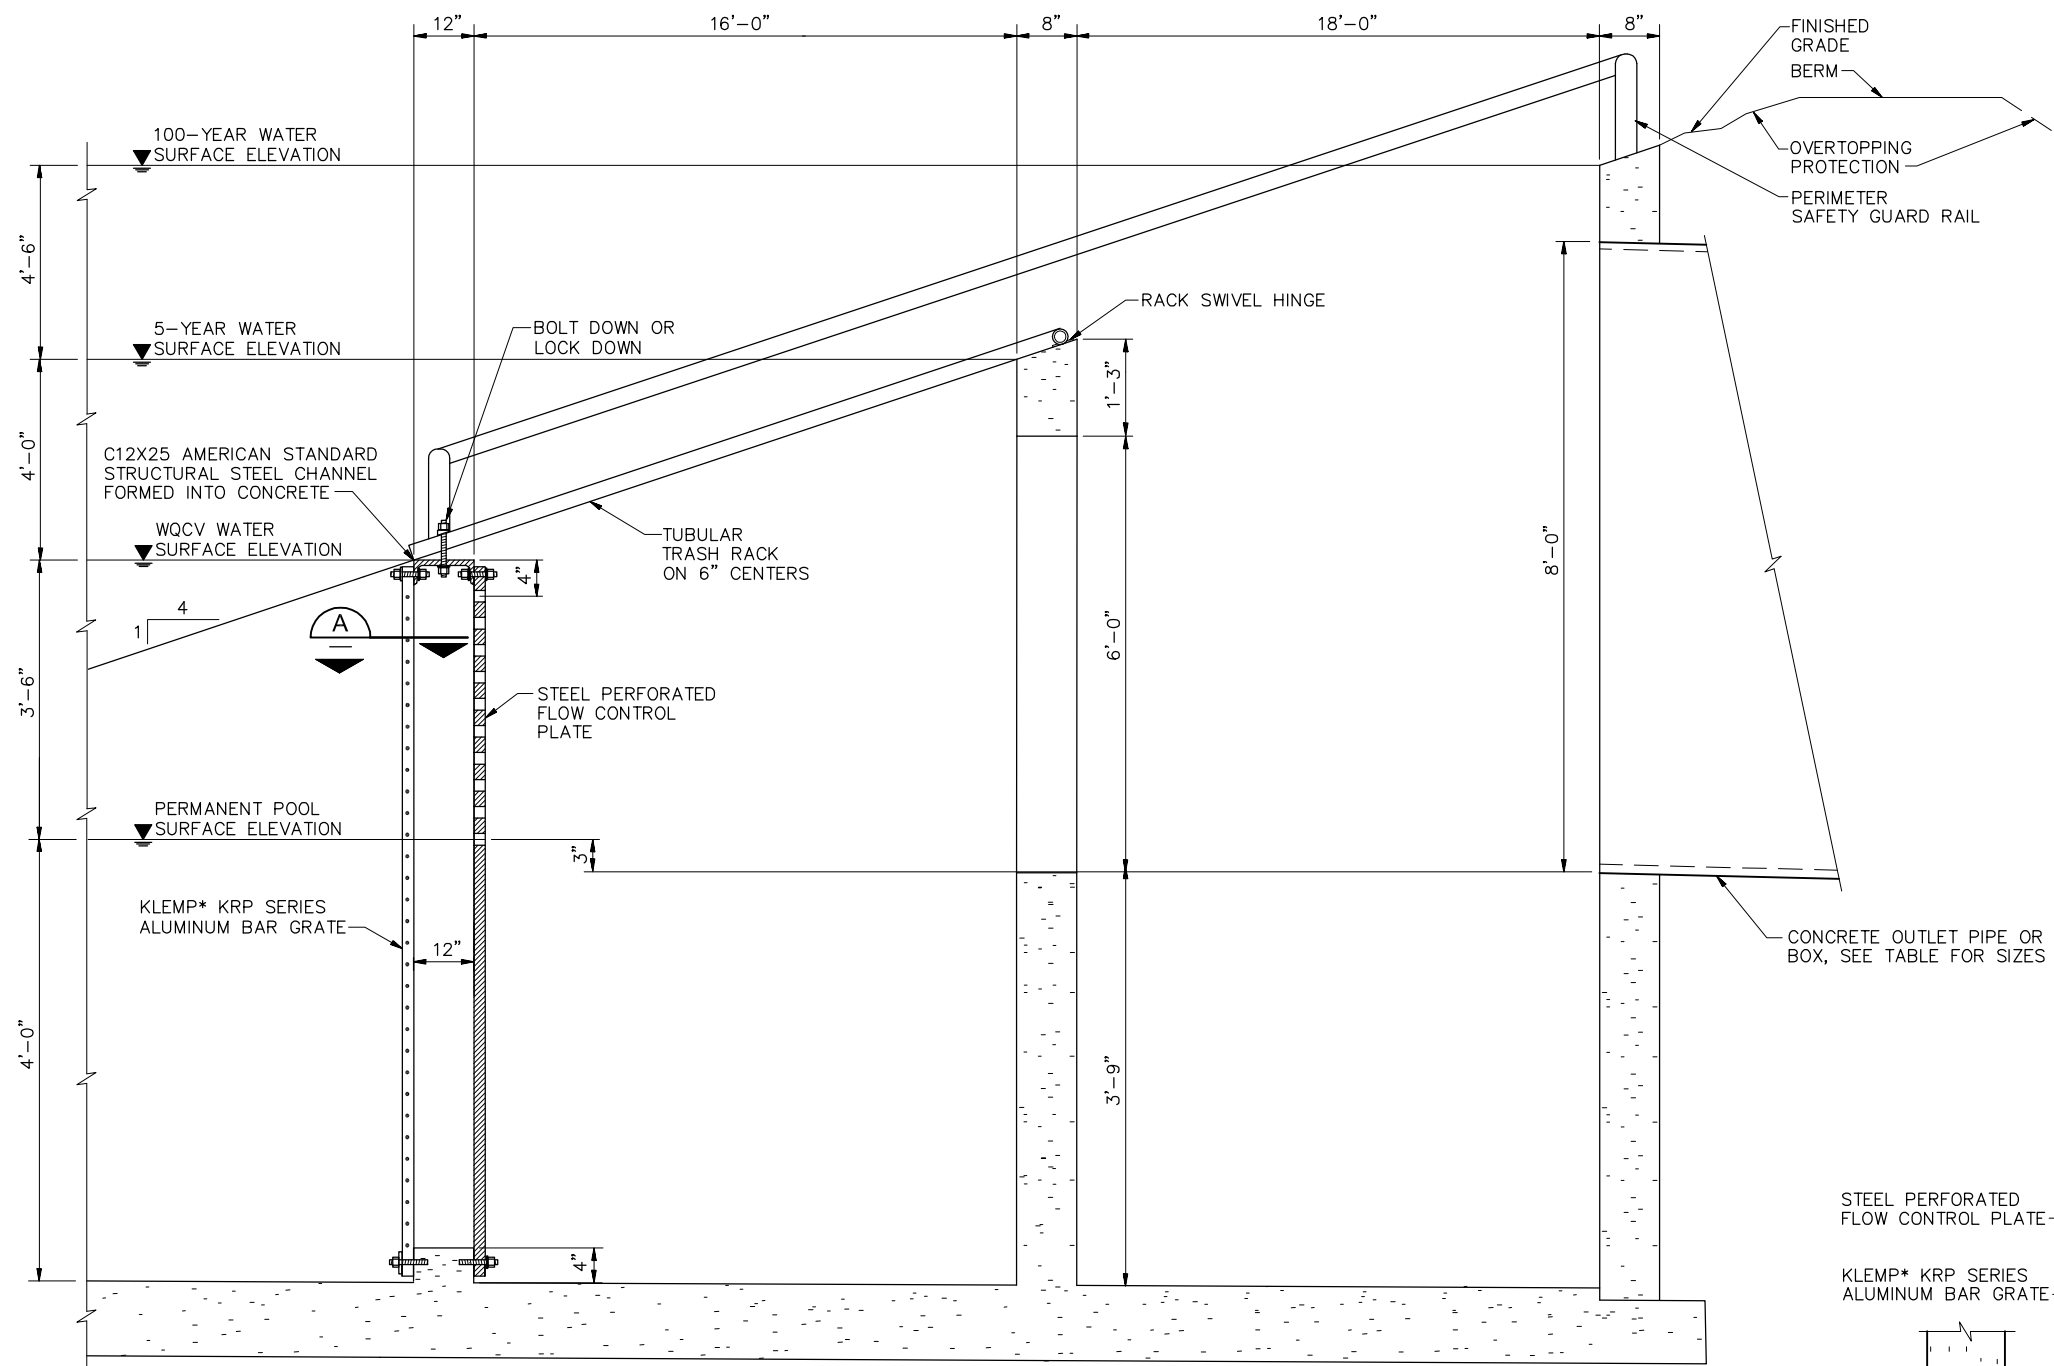 12”
16’-0”
8”
18’-0”
8”
FINISHED
GRADE
BERM
OVERTOPPING
PROTECTION
PERIMETER
SAFETY GUARD RAIL
100-YEAR WATER
SURFACE ELEVATION
4’-6”
5-YEAR WATER
SURFACE ELEVATION
BOLT DOWN OR
LOCK DOWN
RACK SWIVEL HINGE
1’-3”
4’-0”
C12X25 AMERICAN STANDARD
STRUCTURAL STEEL CHANNEL
FORMED INTO CONCRETE
WQCV WATER
SURFACE ELEVATION
TUBULAR
TRASH RACK
ON 6” CENTERS
4”
8’-0”
4
1
A
6’-0”
3’-6”
STEEL PERFORATED
FLOW CONTROL
PLATE
PERMANENT POOL
SURFACE ELEVATION
3”
KLEMP* KRP SERIES
ALUMINUM BAR GRATE
12”
CONCRETE OUTLET PIPE OR
BOX, SEE TABLE FOR SIZES
4’-0”
3’-9”
4”
STEEL PERFORATED
FLOW CONTROL PLATE
KLEMP* KRP SERIES
ALUMINUM BAR GRATE